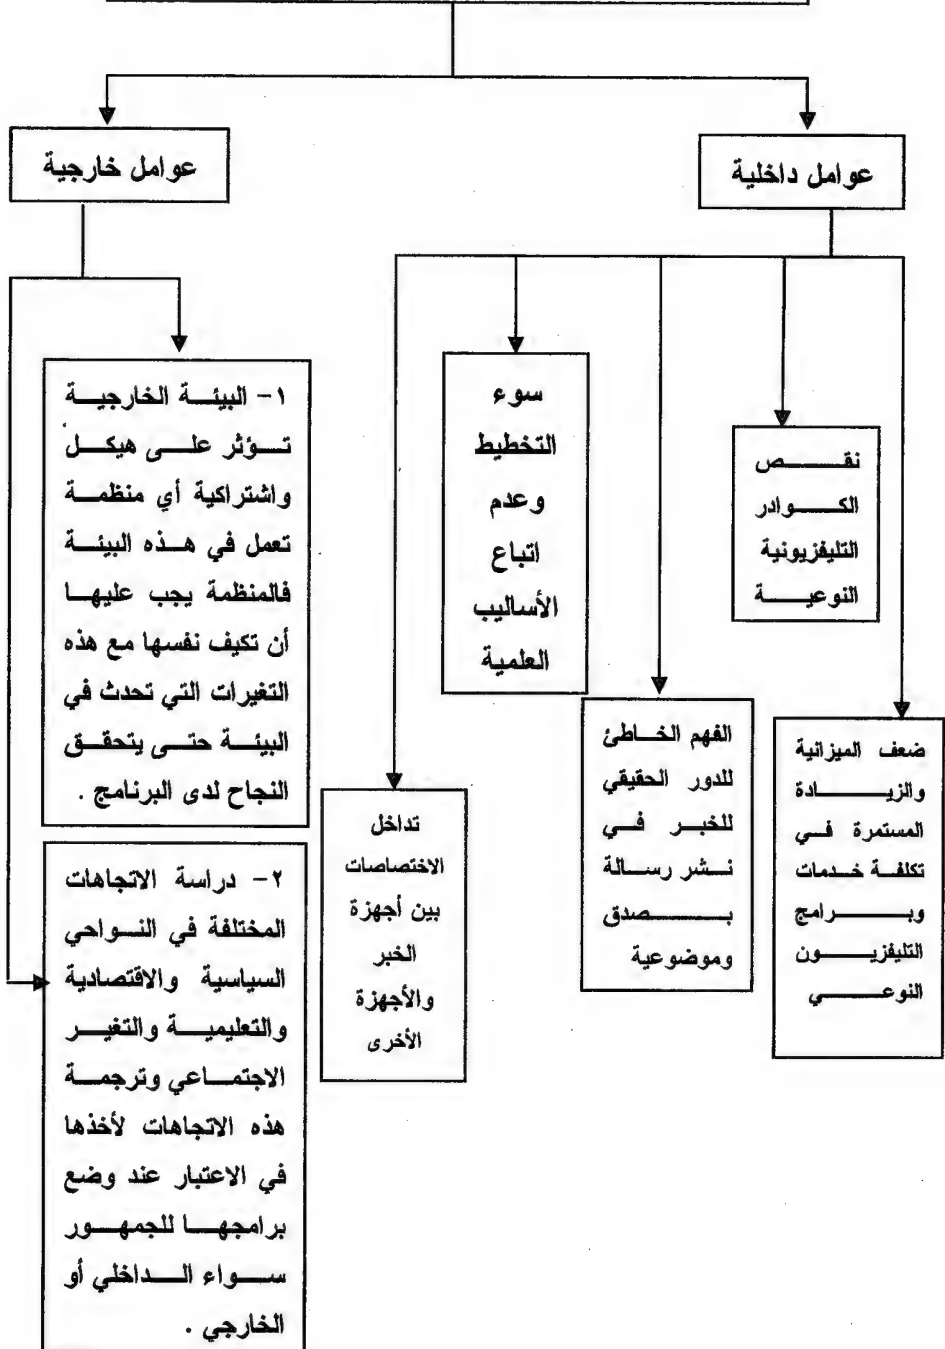 عوامل داخلية
عوامل خارجية
نقص
الكوادر
التليفزيونية
النوعية
سوء
التخطيط
وعدم
اتباع
الأساليب
العلمية
ضعف الميزانية
والزيادة
المستمرة في
تكلفة خدمات
وبرامج
التليفزيون
النوعي
الفهم الخاطئ
للدور الحقيقي
للخبر في
نشر رسالة
بصدق
وموضوعية
تداخل
الاختصاصات
بين أجهزة
الخبر
والأجهزة
الأخرى
١- البيئة الخارجية
تؤثر على هيكل
واشتراكية أي منظمة
تعمل في هذه البيئة
فالمنظمة يجب عليها
أن تكيف نفسها مع هذه
التغيرات التي تحدث في
البيئة حتى يتحقق
النجاح لدى البرنامج .
٢- دراسة الاتجاهات
المختلفة في النواحي
السياسية والاقتصادية
والتعليمية والتغير
الاجتماعي وترجمة
هذه الاتجاهات لأخذها
في الاعتبار عند وضع
برامجها للجمهور
سواء الداخلي أو
الخارجي .